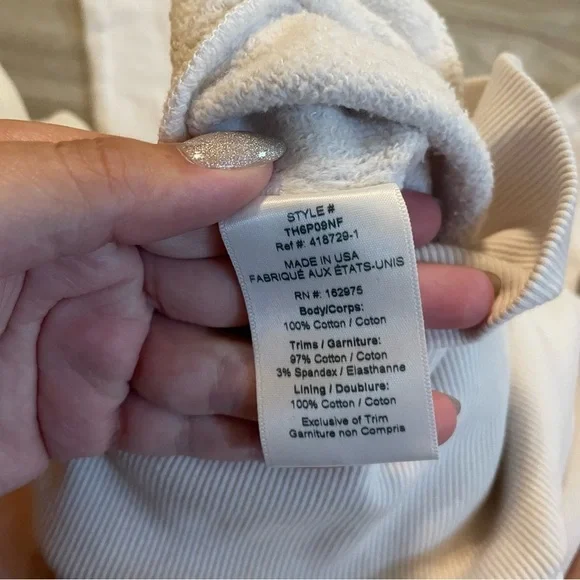 STYLE #
TH6P09NF
Ref #: 418729-1
MADE IN USA
FABRIQUÉ AUX ÉTATS-UNIS
RN #: 162975
Body/Corps:
100% Cotton / Coton
Trims / Garniture:
97% Cotton / Coton
3% Spandex / Elasthanne
Lining / Doublure:
100% Cotton / Coton
Exclusive of Trim
Garniture non Compris